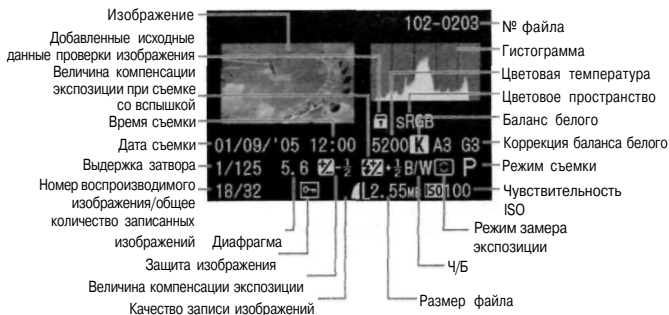 Изображение
102-0203
№ файла
Добавленные исходные
данные проверки изображения
Гистограмма
Величина компенсации
экспозиции при съемке
со вспышкой
Цветовая температура
Цветовое пространство
Время съемки
sRGB
Баланс белого
Дата съемки
01/09/'05 12:00
5200 K A3 G3
Коррекция баланса белого
Выдержка затвора
1/125 5.6 -½ +½ B/W P
Режим съемки
Номер воспроизводимого
изображения/общее
количество записанных
изображений
18/32
L2.55MB ISO100
Чувствительность
ISO
Диафрагма
Режим замера
экспозиции
Защита изображения
Ч/Б
Величина компенсации экспозиции
Качество записи изображений
Размер файла